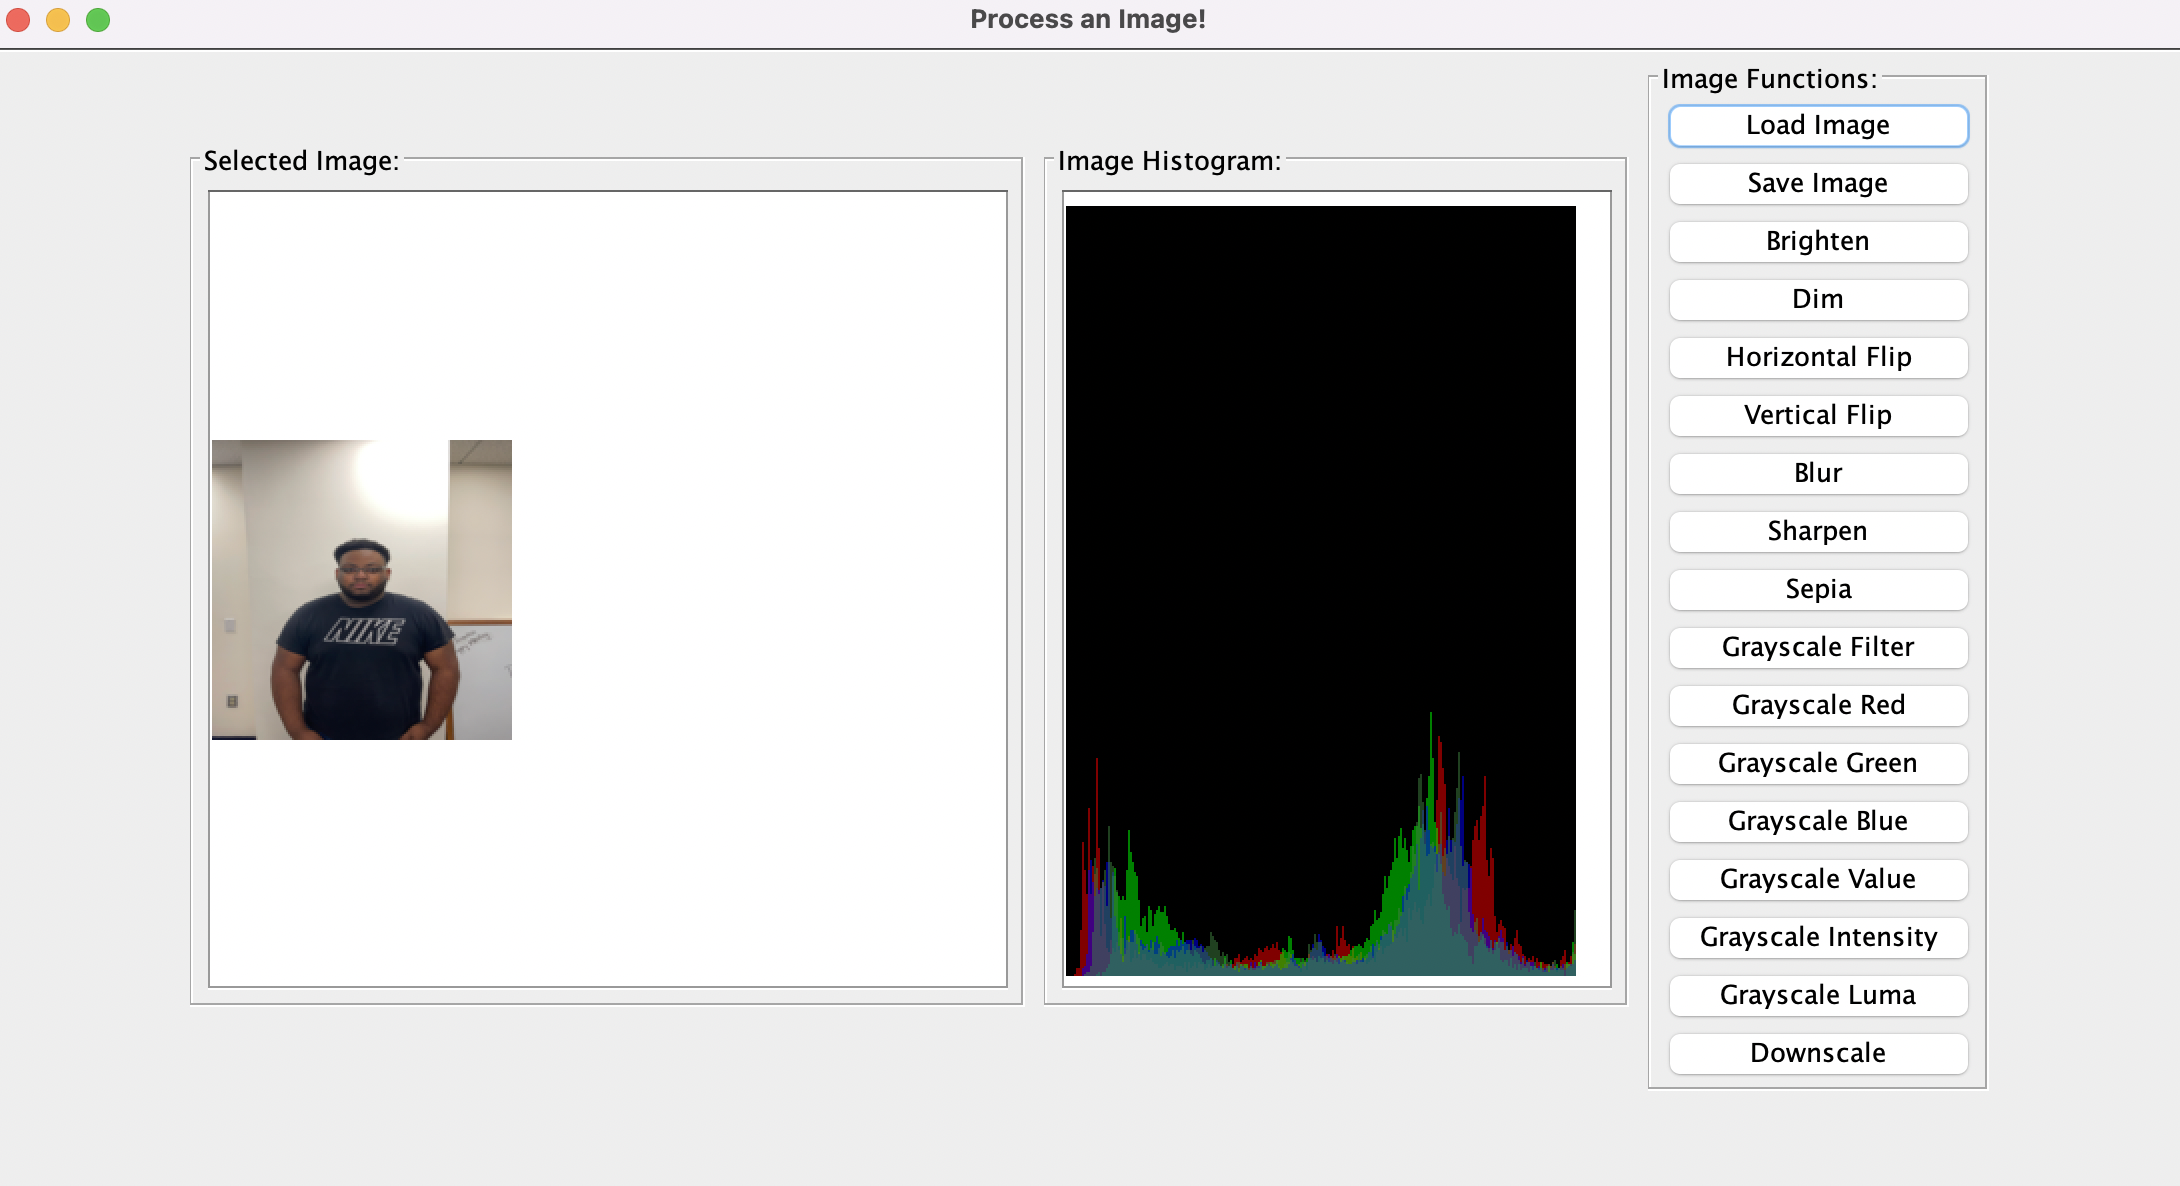 Process an Image!
Selected Image:
NIKE
Image Histogram:
Image Functions:
Load Image
Save Image
Brighten
Dim
Horizontal Flip
Vertical Flip
Blur
Sharpen
Sepia
Grayscale Filter
Grayscale Red
Grayscale Green
Grayscale Blue
Grayscale Value
Grayscale Intensity
Grayscale Luma
Downscale